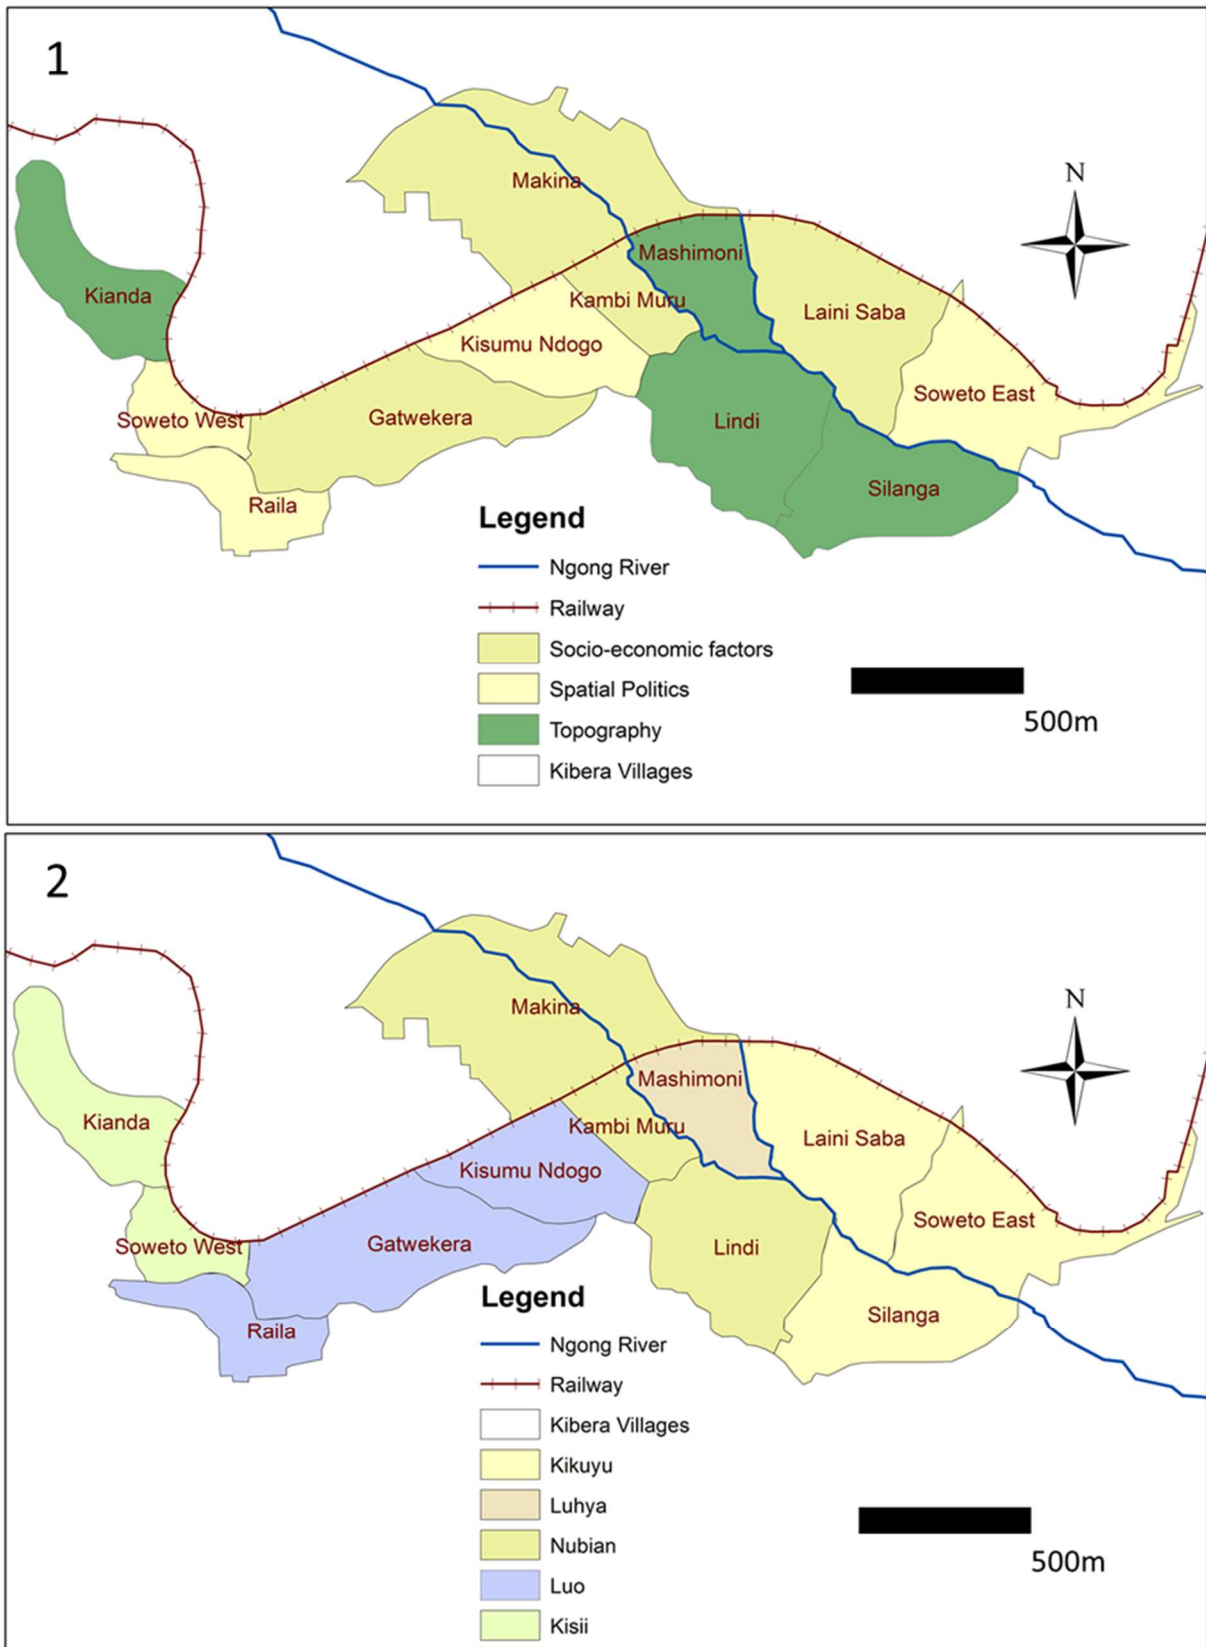 1
N
Makina
Mashimoni
Kianda
Kambi Muru
Laini Saba
Kisumu Ndogo
Soweto East
Soweto West
Gatwekera
Lindi
Silanga
Raila
Legend
Ngong River
Railway
Socio-economic factors
Spatial Politics
Topography
Kibera Villages
500m
2
N
Makina
Mashimoni
Kianda
Kambi Muru
Laini Saba
Kisumu Ndogo
Soweto East
Soweto West
Gatwekera
Lindi
Silanga
Raila
Legend
Ngong River
Railway
Kibera Villages
Kikuyu
Luhya
Nubian
Luo
Kisii
500m